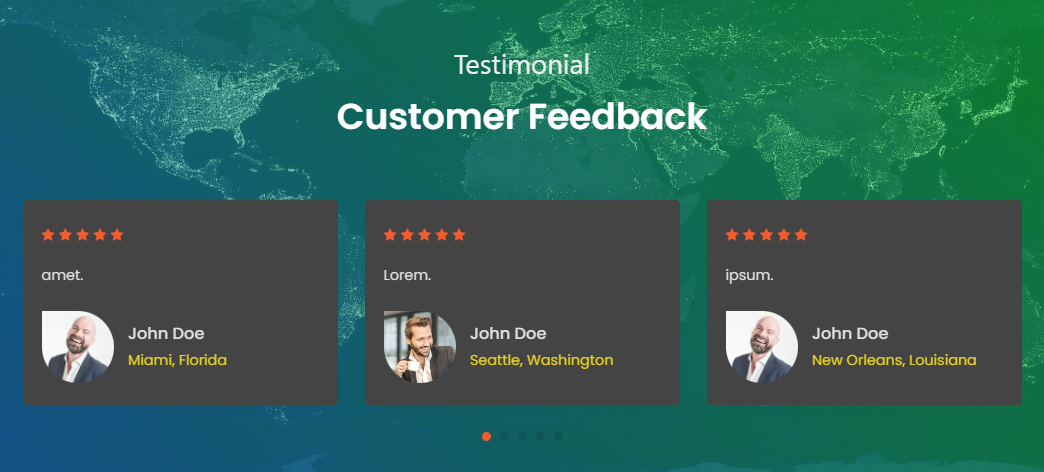 Testimonial
Customer Feedback
amet.
John Doe
Miami, Florida
Lorem.
John Doe
Seattle, Washington
ipsum.
John Doe
New Orleans, Louisiana